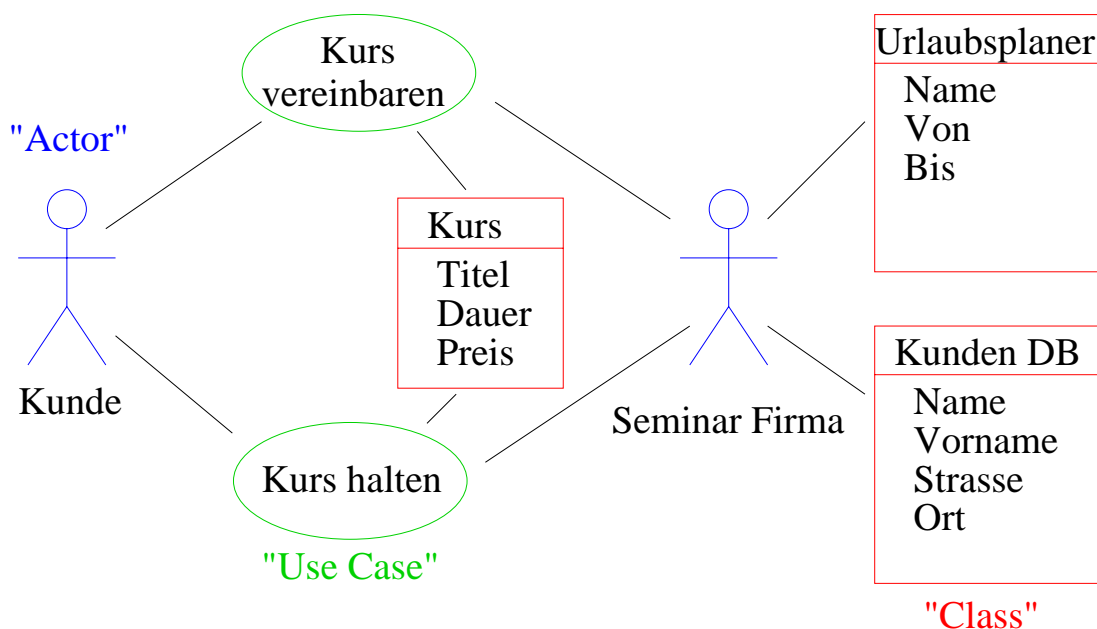 Kurs
vereinbaren
"Actor"
Kunde
Kurs
Titel
Dauer
Preis
Kurs halten
"Use Case"
Seminar Firma
Urlaubsplaner
Name
Von
Bis
Kunden DB
Name
Vorname
Strasse
Ort
"Class"